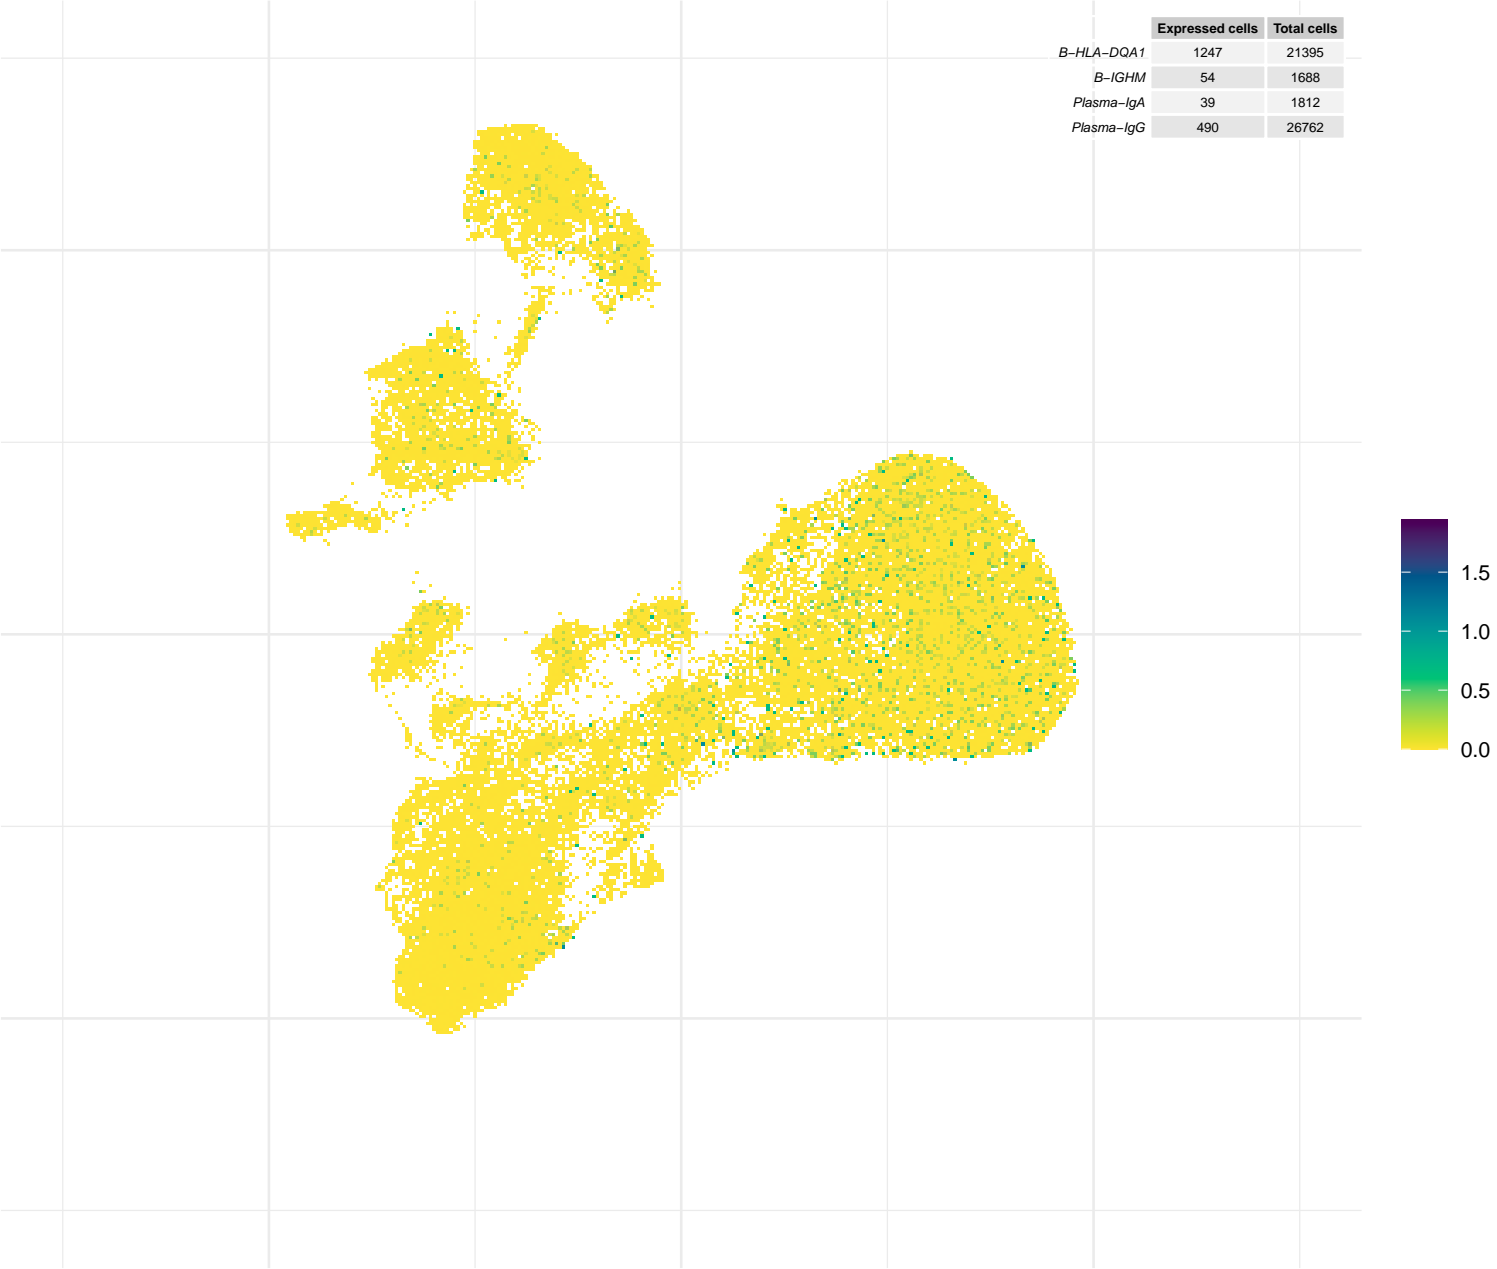 Expressed cells Total cells
B−HLA−DQA1 1247 21395
B−IGHM 54 1688
Plasma−IgA 39 1812
Plasma−IgG 490 26762
1.5
1.0
0.5
0.0